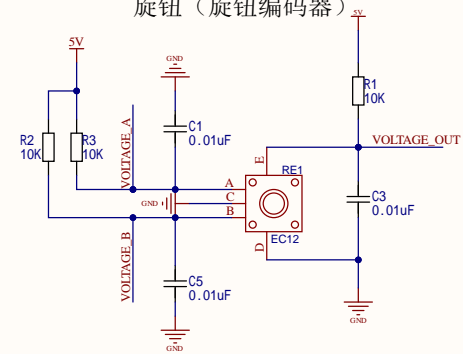 旋钮（旋钮编码器）
5V
5V
GND
R1
10K
R2
10K
R3
10K
VOLTAGE_A
C1
0.01uF
VOLTAGE_OUT
E
RE1
A
C
B
GND
C3
0.01uF
D
EC12
VOLTAGE_B
C5
0.01uF
GND
GND